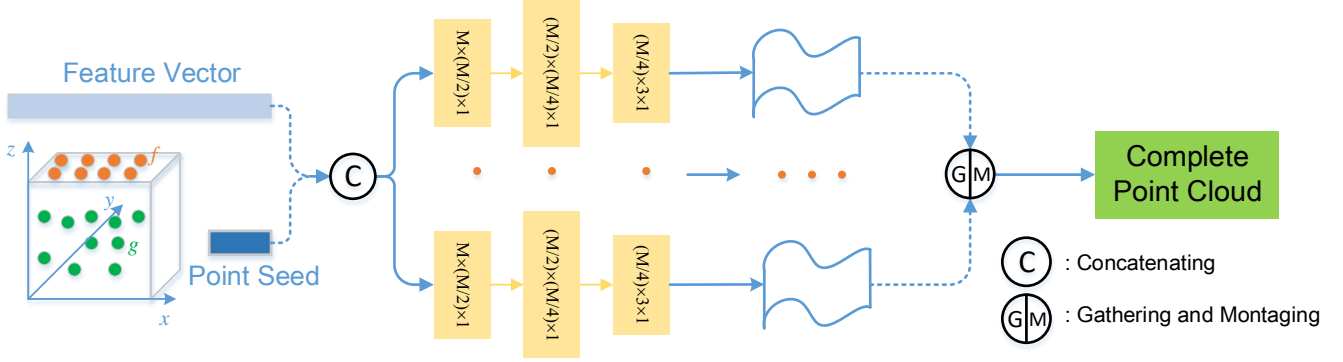 Feature Vector
z
f
y
g
x
Point Seed
C
M×(M/2)×1
(M/2)×(M/4)×1
(M/4)×3×1
M×(M/2)×1
(M/2)×(M/4)×1
(M/4)×3×1
G M
Complete
Point Cloud
C : Concatenating
G M : Gathering and Montaging